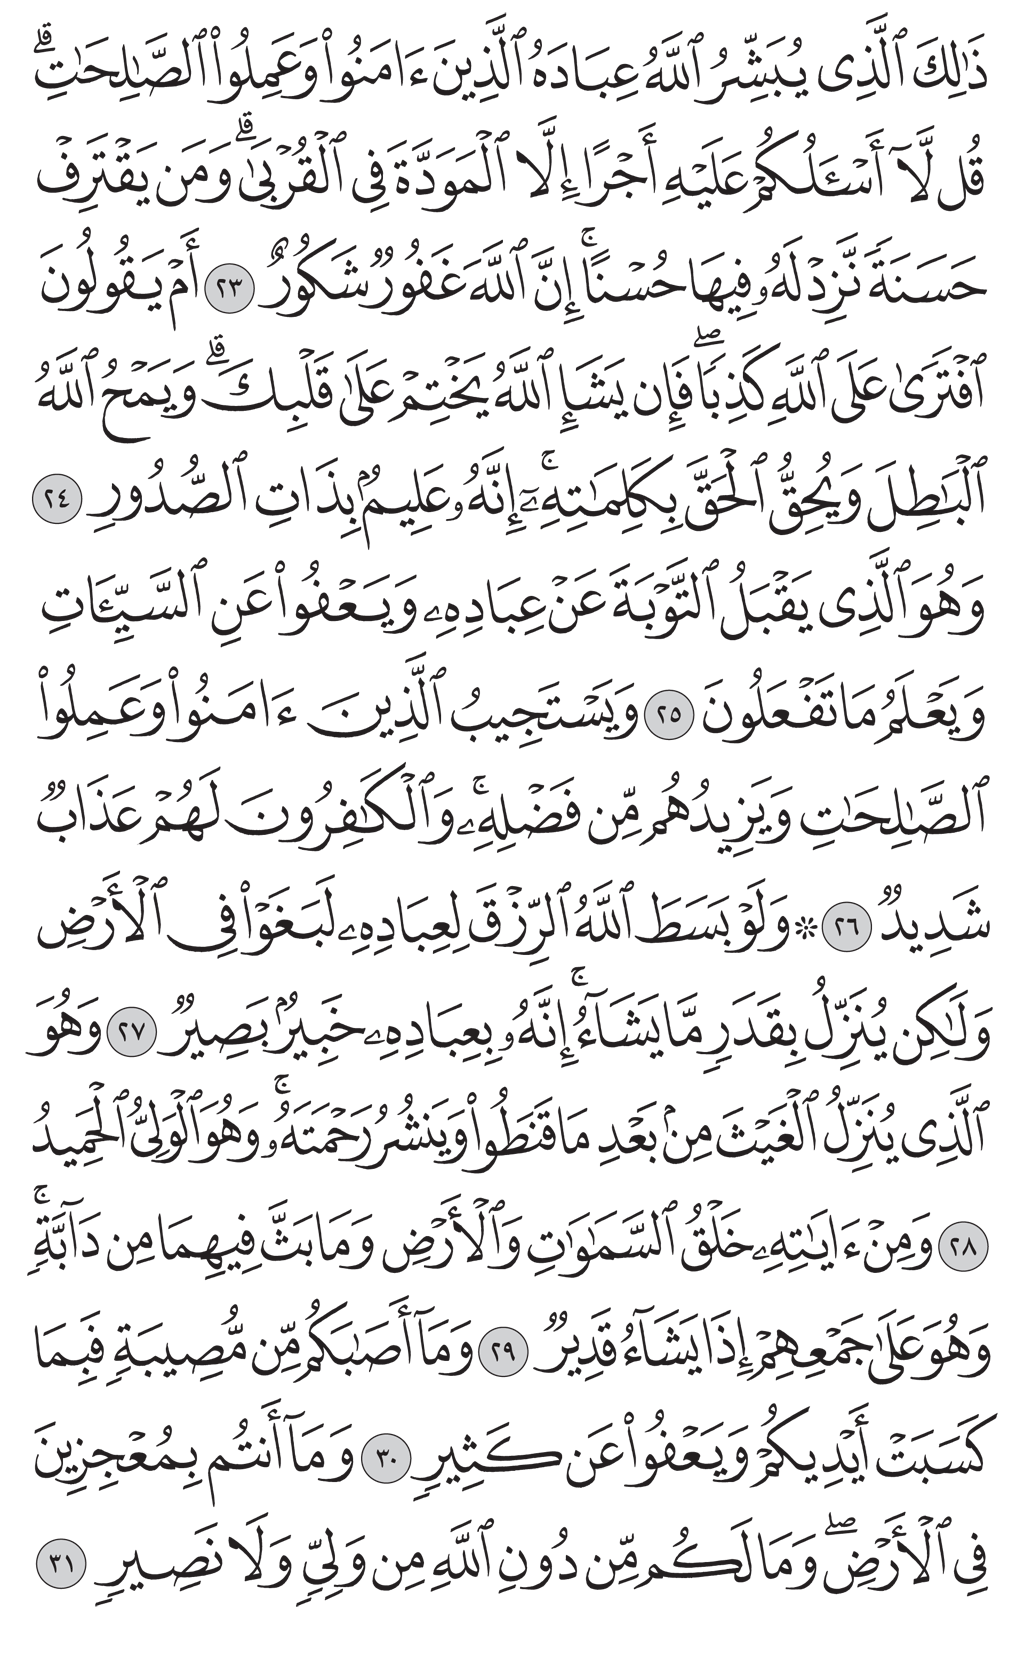 ذَٰلِكَ ٱلَّذِى يُبَشِّرُ ٱللَّهُ عِبَادَهُ ٱلَّذِينَ ءَامَنُوا۟ وَعَمِلُوا۟ ٱلصَّـٰلِحَـٰتِ ۗ
قُل لَّآ أَسْـَٔلُكُمْ عَلَيْهِ أَجْرًا إِلَّا ٱلْمَوَدَّةَ فِى ٱلْقُرْبَىٰ ۗ وَمَن يَقْتَرِفْ
حَسَنَةً نَّزِدْ لَهُۥ فِيهَا حُسْنًا ۚ إِنَّ ٱللَّهَ غَفُورٌ شَكُورٌ ٢٣ أَمْ يَقُولُونَ
ٱفْتَرَىٰ عَلَى ٱللَّهِ كَذِبًا ۖ فَإِن يَشَإِ ٱللَّهُ يَخْتِمْ عَلَىٰ قَلْبِكَ ۗ وَيَمْحُ ٱللَّهُ
ٱلْبَـٰطِلَ وَيُحِقُّ ٱلْحَقَّ بِكَلِمَـٰتِهِۦٓ ۚ إِنَّهُۥ عَلِيمٌۢ بِذَاتِ ٱلصُّدُورِ ٢٤
وَهُوَ ٱلَّذِى يَقْبَلُ ٱلتَّوْبَةَ عَنْ عِبَادِهِۦ وَيَعْفُوا۟ عَنِ ٱلسَّيِّـَٔاتِ
وَيَعْلَمُ مَا تَفْعَلُونَ ٢٥ وَيَسْتَجِيبُ ٱلَّذِينَ ءَامَنُوا۟ وَعَمِلُوا۟
ٱلصَّـٰلِحَـٰتِ وَيَزِيدُهُم مِّن فَضْلِهِۦ ۚ وَٱلْكَـٰفِرُونَ لَهُمْ عَذَابٌ
شَدِيدٌ ٢٦ ۞ وَلَوْ بَسَطَ ٱللَّهُ ٱلرِّزْقَ لِعِبَادِهِۦ لَبَغَوْا۟ فِى ٱلْأَرْضِ
وَلَـٰكِن يُنَزِّلُ بِقَدَرٍ مَّا يَشَآءُ ۚ إِنَّهُۥ بِعِبَادِهِۦ خَبِيرٌۢ بَصِيرٌ ٢٧ وَهُوَ
ٱلَّذِى يُنَزِّلُ ٱلْغَيْثَ مِنۢ بَعْدِ مَا قَنَطُوا۟ وَيَنشُرُ رَحْمَتَهُۥ ۚ وَهُوَ ٱلْوَلِىُّ ٱلْحَمِيدُ
٢٨ وَمِنْ ءَايَـٰتِهِۦ خَلْقُ ٱلسَّمَـٰوَٰتِ وَٱلْأَرْضِ وَمَا بَثَّ فِيهِمَا مِن دَآبَّةٍ ۚ
وَهُوَ عَلَىٰ جَمْعِهِمْ إِذَا يَشَآءُ قَدِيرٌ ٢٩ وَمَآ أَصَـٰبَكُم مِّن مُّصِيبَةٍ فَبِمَا
كَسَبَتْ أَيْدِيكُمْ وَيَعْفُوا۟ عَن كَثِيرٍ ٣٠ وَمَآ أَنتُم بِمُعْجِزِينَ
فِى ٱلْأَرْضِ ۖ وَمَا لَكُم مِّن دُونِ ٱللَّهِ مِن وَلِىٍّ وَلَا نَصِيرٍ ٣١